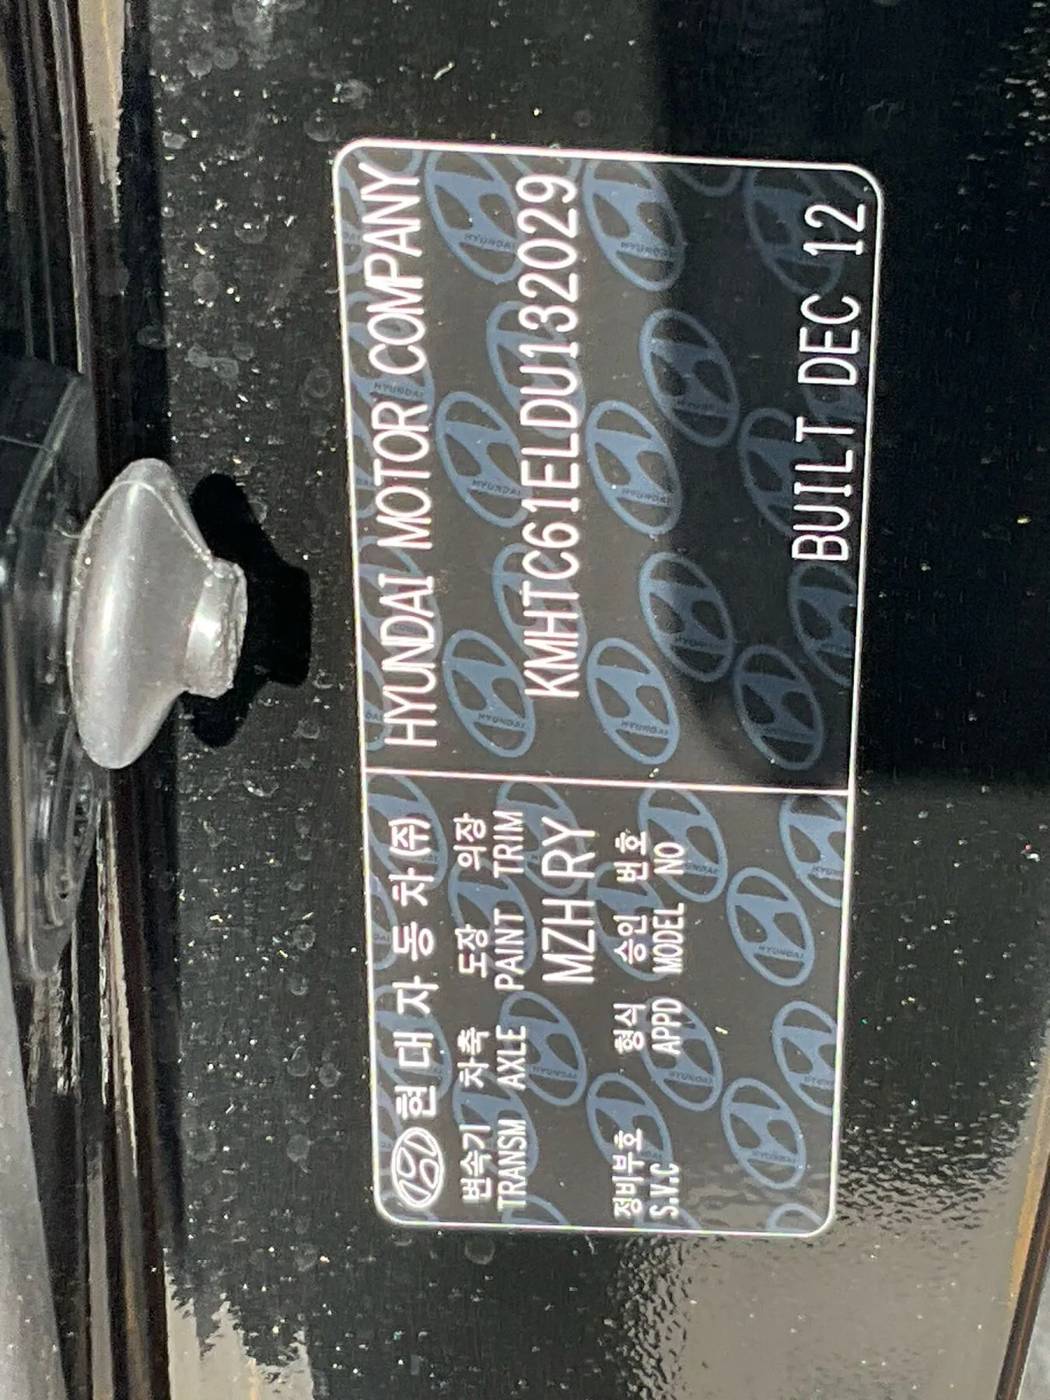 현대자동차(주)
변속기 차축 도장 의장
TRANSM AXLE PAINT TRIM
MZH RY
정비부호 형식 승인 번호
S.V.C APPD MODEL NO
HYUNDAI MOTOR COMPANY
KMHTC61ELDU132029
BUILT DEC 12